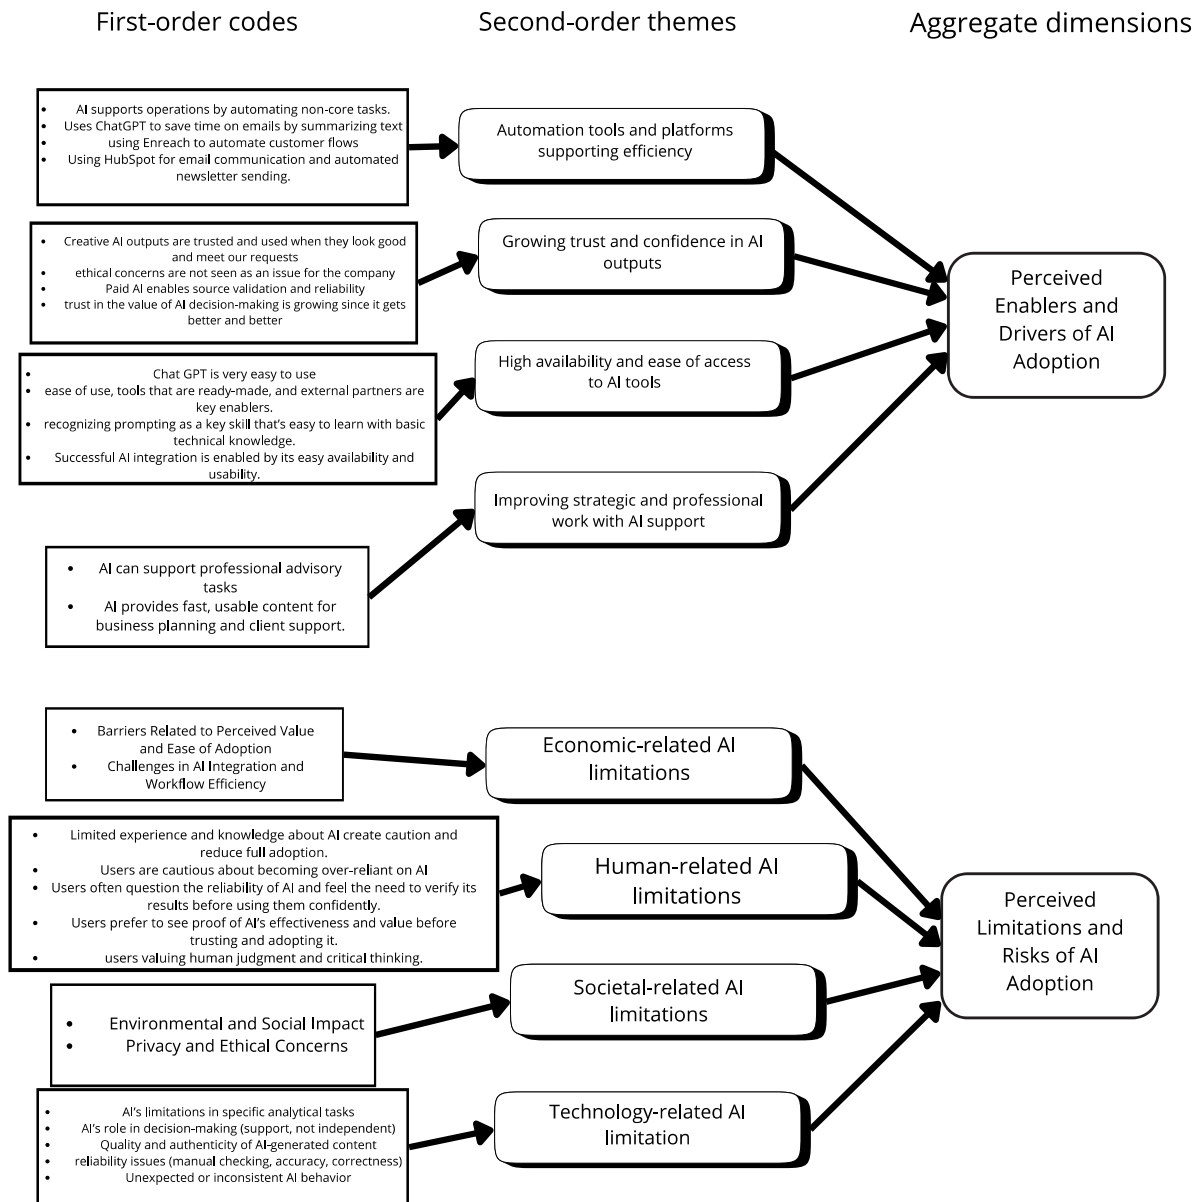 First-order codes
Second-order themes
Aggregate dimensions
• AI supports operations by automating non-core tasks.
• Uses ChatGPT to save time on emails by summarizing text
• using Enreach to automate customer flows
• Using HubSpot for email communication and automated
newsletter sending.
Automation tools and platforms
supporting efficiency
• Creative AI outputs are trusted and used when they look good
and meet our requests
• ethical concerns are not seen as an issue for the company
• Paid AI enables source validation and reliability
• trust in the value of AI decision-making is growing since it gets
better and better
Growing trust and confidence in AI
outputs
• Chat GPT is very easy to use
• ease of use, tools that are ready-made, and external partners are
key enablers.
• recognizing prompting as a key skill that's easy to learn with basic
technical knowledge.
• Successful AI integration is enabled by its easy availability and
usability.
High availability and ease of access
to AI tools
• AI can support professional advisory
tasks
• AI provides fast, usable content for
business planning and client support.
Improving strategic and professional
work with AI support
Perceived
Enablers and
Drivers of AI
Adoption
• Barriers Related to Perceived Value
and Ease of Adoption
• Challenges in AI Integration and
Workflow Efficiency
Economic-related AI
limitations
• Limited experience and knowledge about AI create caution and
reduce full adoption.
• Users are cautious about becoming over-reliant on AI
• Users often question the reliability of AI and feel the need to verify its
results before using them confidently.
• Users prefer to see proof of AI's effectiveness and value before
trusting and adopting it.
• users valuing human judgment and critical thinking.
Human-related AI
limitations
• Environmental and Social Impact
• Privacy and Ethical Concerns
Societal-related AI
limitations
• AI's limitations in specific analytical tasks
• AI's role in decision-making (support, not independent)
• Quality and authenticity of AI-generated content
• reliability issues (manual checking, accuracy, correctness)
• Unexpected or inconsistent AI behavior
Technology-related AI
limitation
Perceived
Limitations and
Risks of AI
Adoption